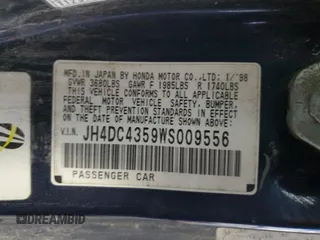 MFD. IN JAPAN BY HONDA MOTOR CO.,LTD. 1/'98
GVWR 3680LBS GAWR F 1985LBS R 1740LBS
THIS VEHICLE CONFORMS TO ALL APPLICABLE
FEDERAL MOTOR VEHICLE SAFETY, BUMPER,
AND THEFT PREVENTION STANDARDS IN EFFECT
ON THE DATE OF MANUFACTURE SHOWN ABOVE.
V.I.N. JH4DC4359WS009556
PASSENGER CAR
DREAMBID